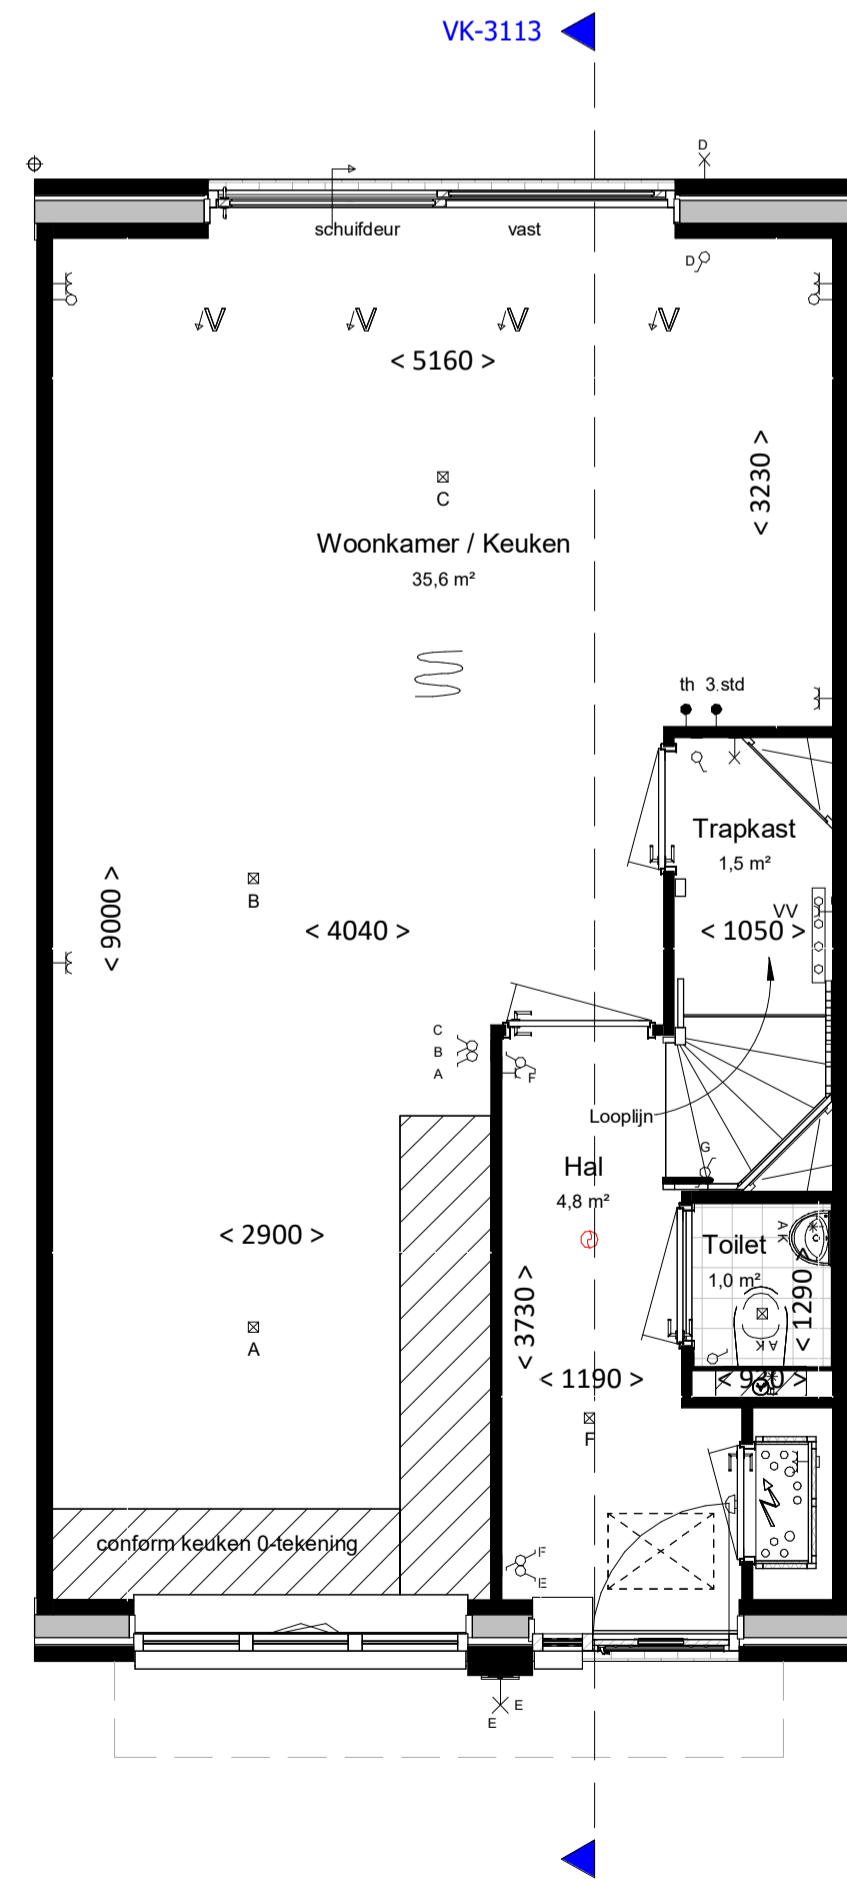 VK-3113
D
schuifdeur
vast
D
V
V
V
V
< 5160 >
< 3230 >
C
Woonkamer / Keuken
35,6 m²
th 3.std
Trapkast
1,5 m²
B
< 9000 >
< 4040 >
VV
< 1050 >
C
B
A
F
Looplijn
G
Hal
4,8 m²
< 2900 >
Toilet
1,0 m²
AK
< 3730 >
< 1290 >
A
AK
< 1190 >
< 920 >
F
conform keuken 0-tekening
F
E
E
E